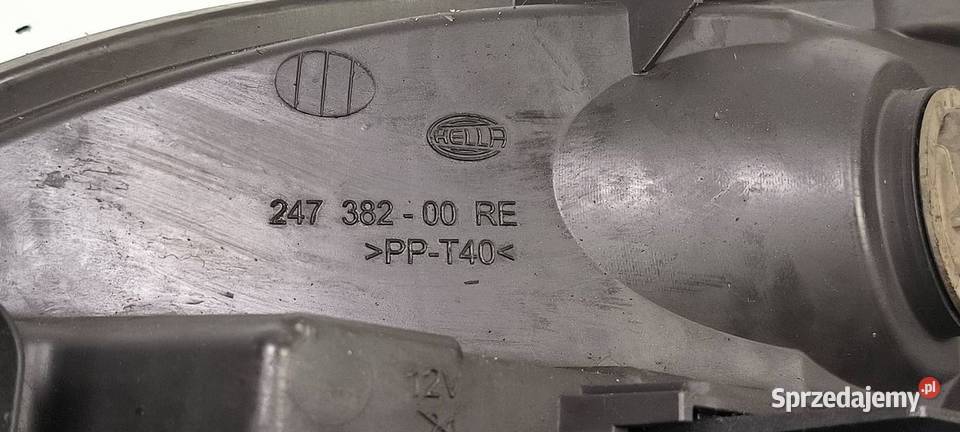 HELLA
247 382-00 RE
>PP-T40<
12V
Sprzedajemy.pl